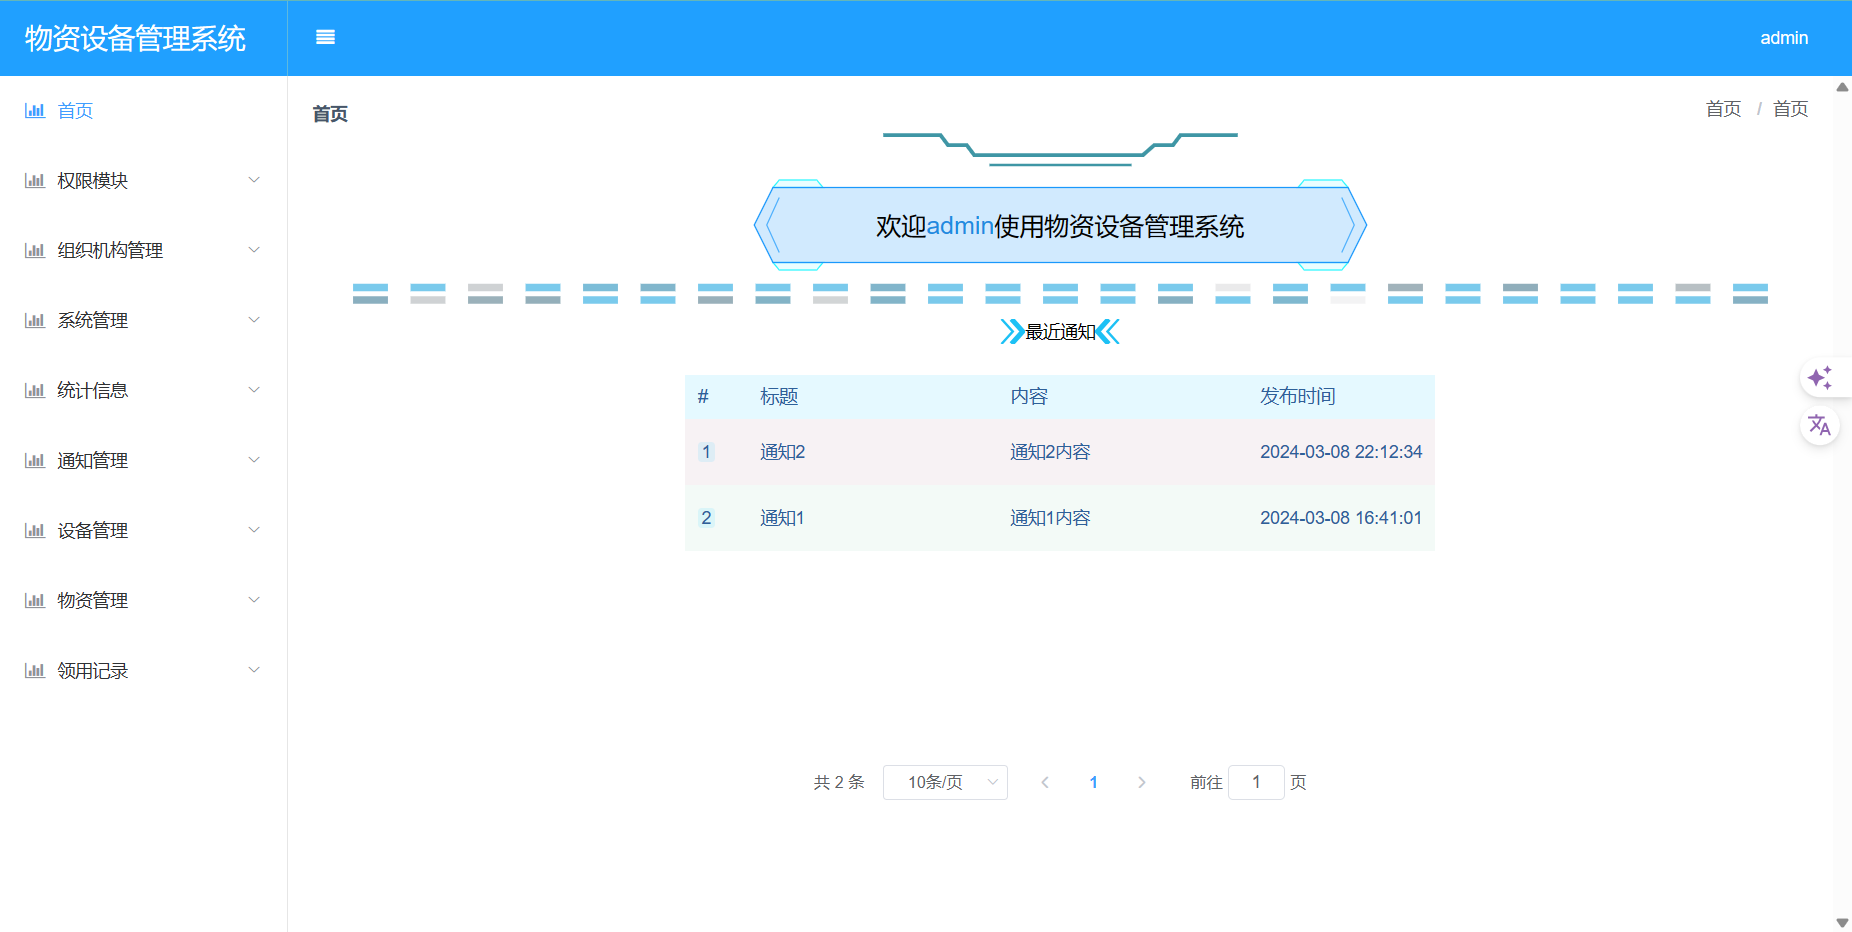 物资设备管理系统
admin
首页
权限模块
组织机构管理
系统管理
统计信息
通知管理
设备管理
物资管理
领用记录
首页
首页 / 首页
欢迎admin使用物资设备管理系统
最近通知
# 标题 内容 发布时间
1 通知2 通知2内容 2024-03-08 22:12:34
2 通知1 通知1内容 2024-03-08 16:41:01
共 2 条 10条/页 1 前往 1 页